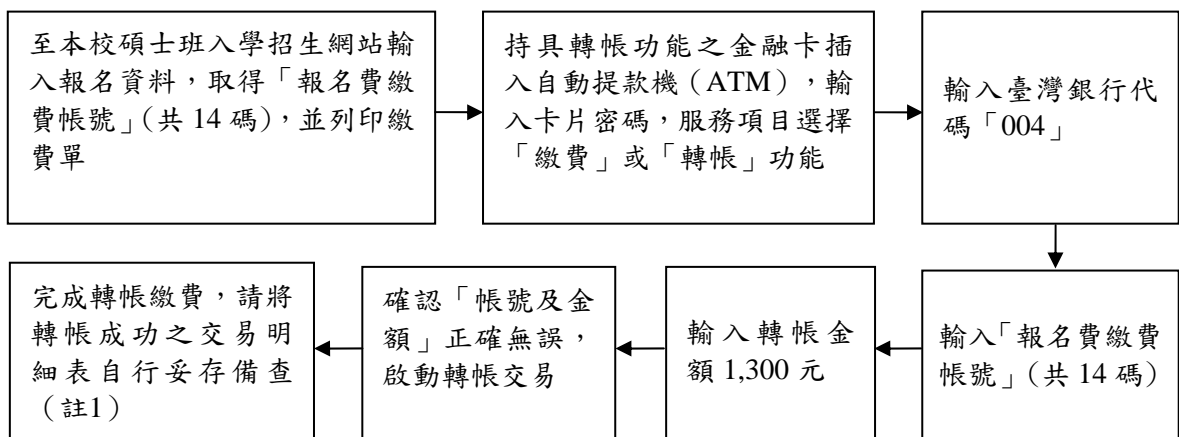 至本校碩士班入學招生網站輸
入報名資料，取得「報名費繳
費帳號」(共 14 碼)，並列印繳
費單
持具轉帳功能之金融卡插
入自動提款機（ATM），輸
入卡片密碼，服務項目選擇
「繳費」或「轉帳」功能
輸入臺灣銀行代
碼「004」
輸入「報名費繳費
帳號」(共 14 碼)
輸入轉帳金
額 1,300 元
確認「帳號及金
額」正確無誤，
啟動轉帳交易
完成轉帳繳費，請將
轉帳成功之交易明
細表自行妥存備查
（註1）